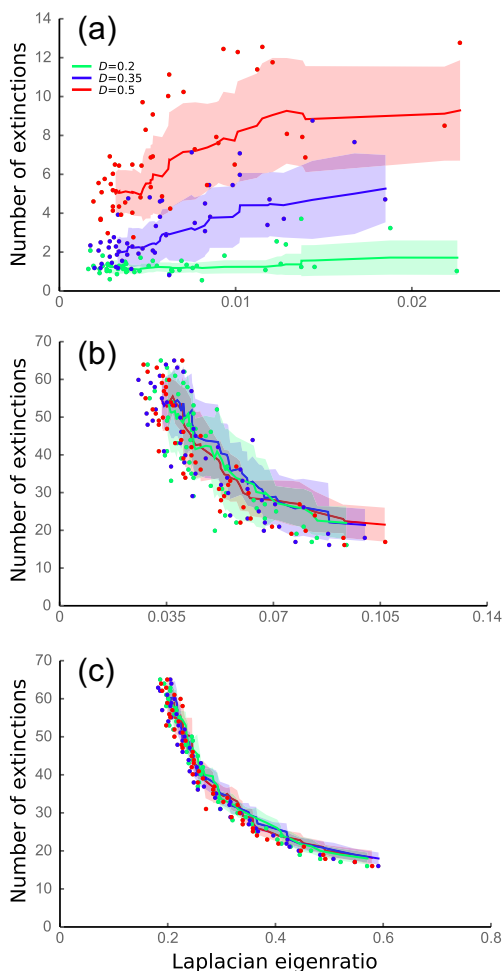 (a)
Number of extinctions
14
12
10
8
6
4
2
0
D=0.2
D=0.35
D=0.5
0 0.01 0.02
(b)
Number of extinctions
70
60
50
40
30
20
10
0
0 0.035 0.07 0.105 0.14
(c)
Number of extinctions
70
60
50
40
30
20
10
0
0 0.2 0.4 0.6 0.8
Laplacian eigenratio